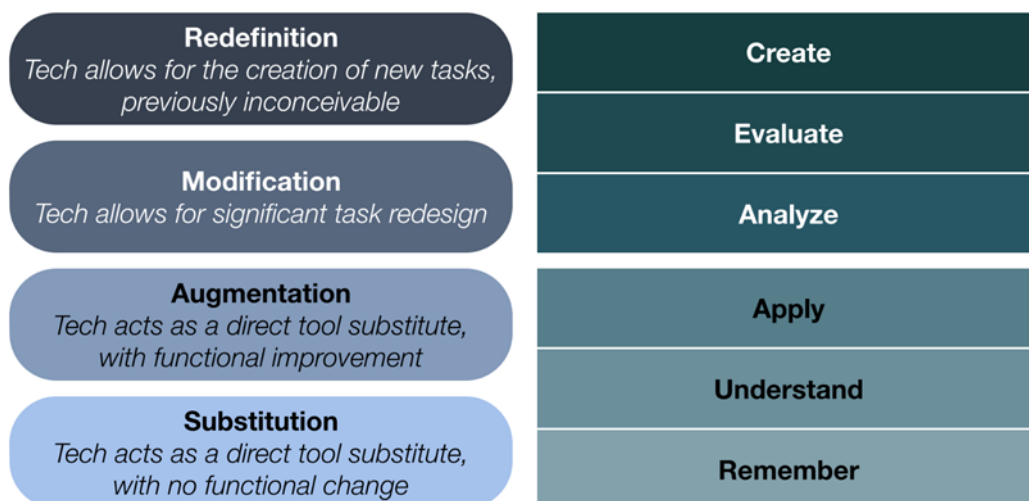 Redefinition
Tech allows for the creation of new tasks,
previously inconceivable
Modification
Tech allows for significant task redesign
Augmentation
Tech acts as a direct tool substitute,
with functional improvement
Substitution
Tech acts as a direct tool substitute,
with no functional change
Create
Evaluate
Analyze
Apply
Understand
Remember